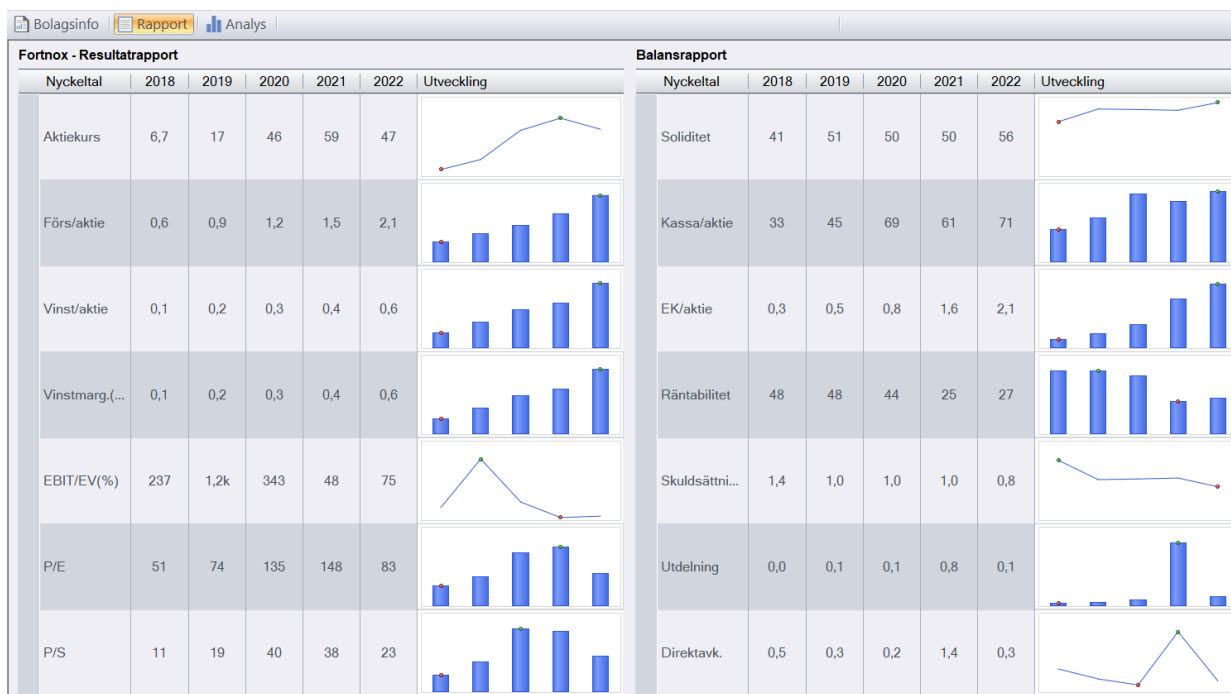 Bolagsinfo Rapport Analys
Fortnox - Resultatrapport
Nyckeltal 2018 2019 2020 2021 2022 Utveckling
Aktiekurs 6,7 17 46 59 47
Förs/aktie 0,6 0,9 1,2 1,5 2,1
Vinst/aktie 0,1 0,2 0,3 0,4 0,6
Vinstmarg.(... 0,1 0,2 0,3 0,4 0,6
EBIT/EV(%) 237 1,2k 343 48 75
P/E 51 74 135 148 83
P/S 11 19 40 38 23
Balansrapport
Nyckeltal 2018 2019 2020 2021 2022 Utveckling
Soliditet 41 51 50 50 56
Kassa/aktie 33 45 69 61 71
EK/aktie 0,3 0,5 0,8 1,6 2,1
Räntabilitet 48 48 44 25 27
Skuldsättni... 1,4 1,0 1,0 1,0 0,8
Utdelning 0,0 0,1 0,1 0,8 0,1
Direktavk. 0,5 0,3 0,2 1,4 0,3